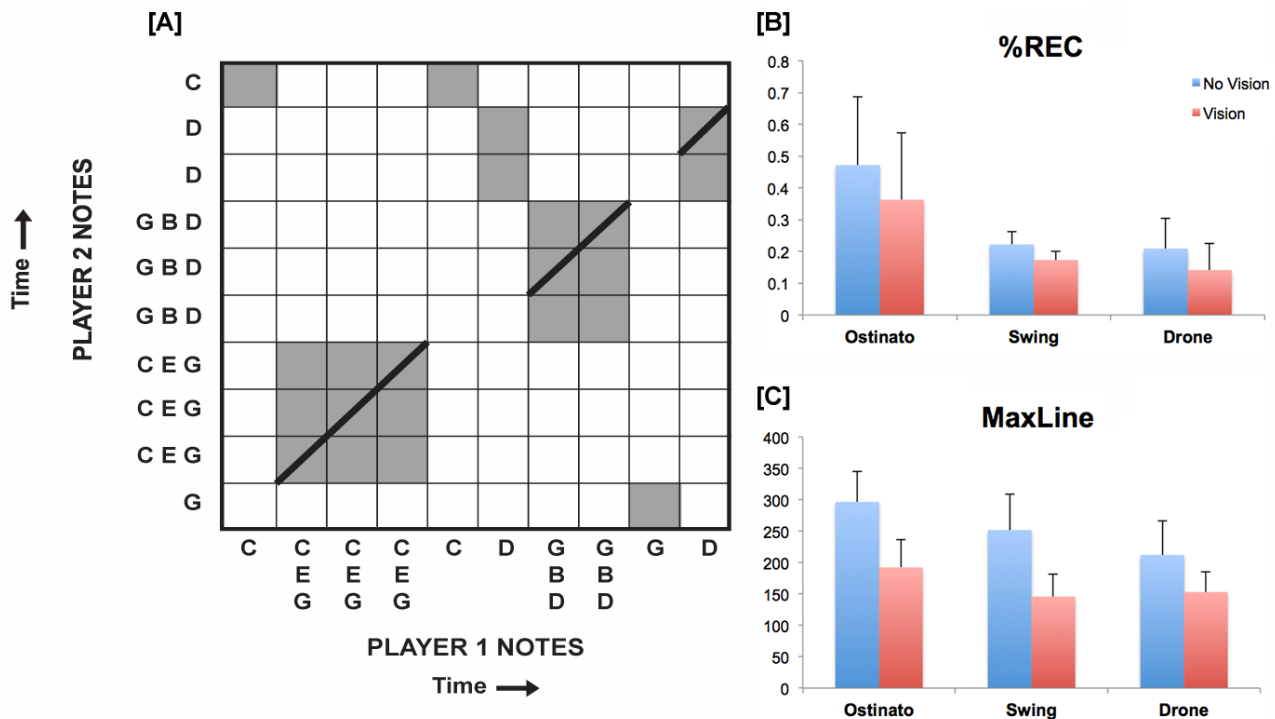 [A]
C
D
D
G B D
G B D
G B D
C E G
C E G
C E G
G
Time
PLAYER 2 NOTES
C C C C C D G G G D
E E E B B
G G G D D
PLAYER 1 NOTES
Time
[B]
%REC
0.8
0.7
0.6
0.5
0.4
0.3
0.2
0.1
0
No Vision
Vision
Ostinato Swing Drone
[C]
MaxLine
400
350
300
250
200
150
100
50
0
Ostinato Swing Drone